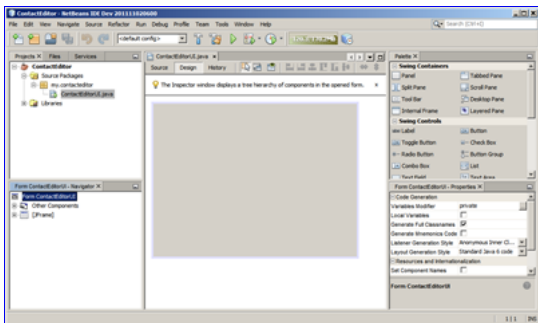 ContactEditor - NetBeans IDE Dev 201111020600
File Edit View Navigate Source Refactor Run Debug Profile Team Tools Window Help
Search (Ctrl+I)
<default config>
Projects Files Services
ContactEditor
Source Packages
my.contacteditor
ContactEditorUI.java
Libraries
ContactEditorUI.java
Source Design History
The Inspector window displays a tree hierarchy of components in the opened form.
Palette
Swing Containers
Panel Tabbed Pane
Split Pane Scroll Pane
Tool Bar Desktop Pane
Internal Frame Layered Pane
Swing Controls
Label Button
Toggle Button Check Box
Radio Button Button Group
Combo Box List
Text Field Text Area
Form ContactEditorUI - Navigator
Form ContactEditorUI
Other Components
[JFrame]
Form ContactEditorUI - Properties
Code Generation
Variables Modifier private
Local Variables
Generate Full Classnames
Generate Mnemonics Code
Listener Generation Style Anonymous Inner Cl...
Layout Generation Style Standard Java 6 code
Resources and Internationalization
Set Component Names
Form ContactEditorUI
1|1 INS